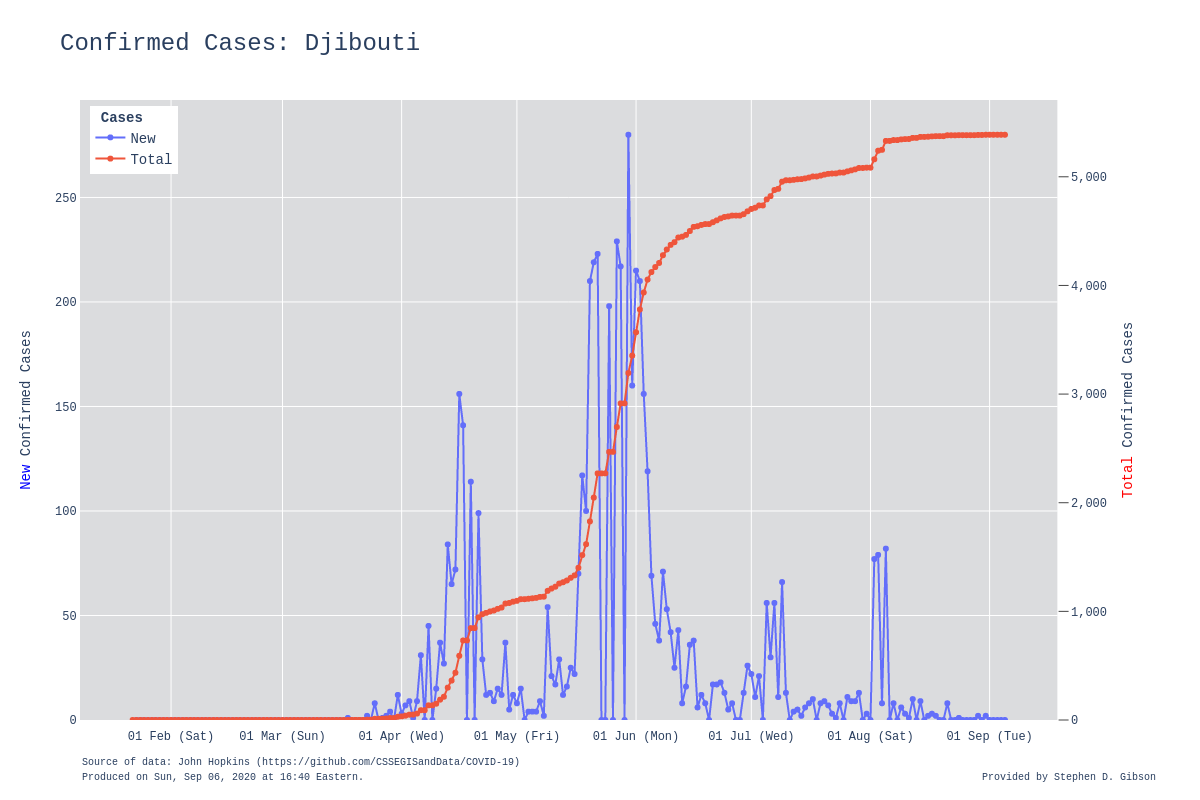 Confirmed Cases: Djibouti
Cases
New
Total
250
200
150
100
50
0
5,000
4,000
3,000
2,000
1,000
0
New Confirmed Cases
Total Confirmed Cases
01 Feb (Sat) 01 Mar (Sun) 01 Apr (Wed) 01 May (Fri) 01 Jun (Mon) 01 Jul (Wed) 01 Aug (Sat) 01 Sep (Tue)
Source of data: John Hopkins (https://github.com/CSSEGISandData/COVID-19)
Produced on Sun, Sep 06, 2020 at 16:40 Eastern.
Provided by Stephen D. Gibson